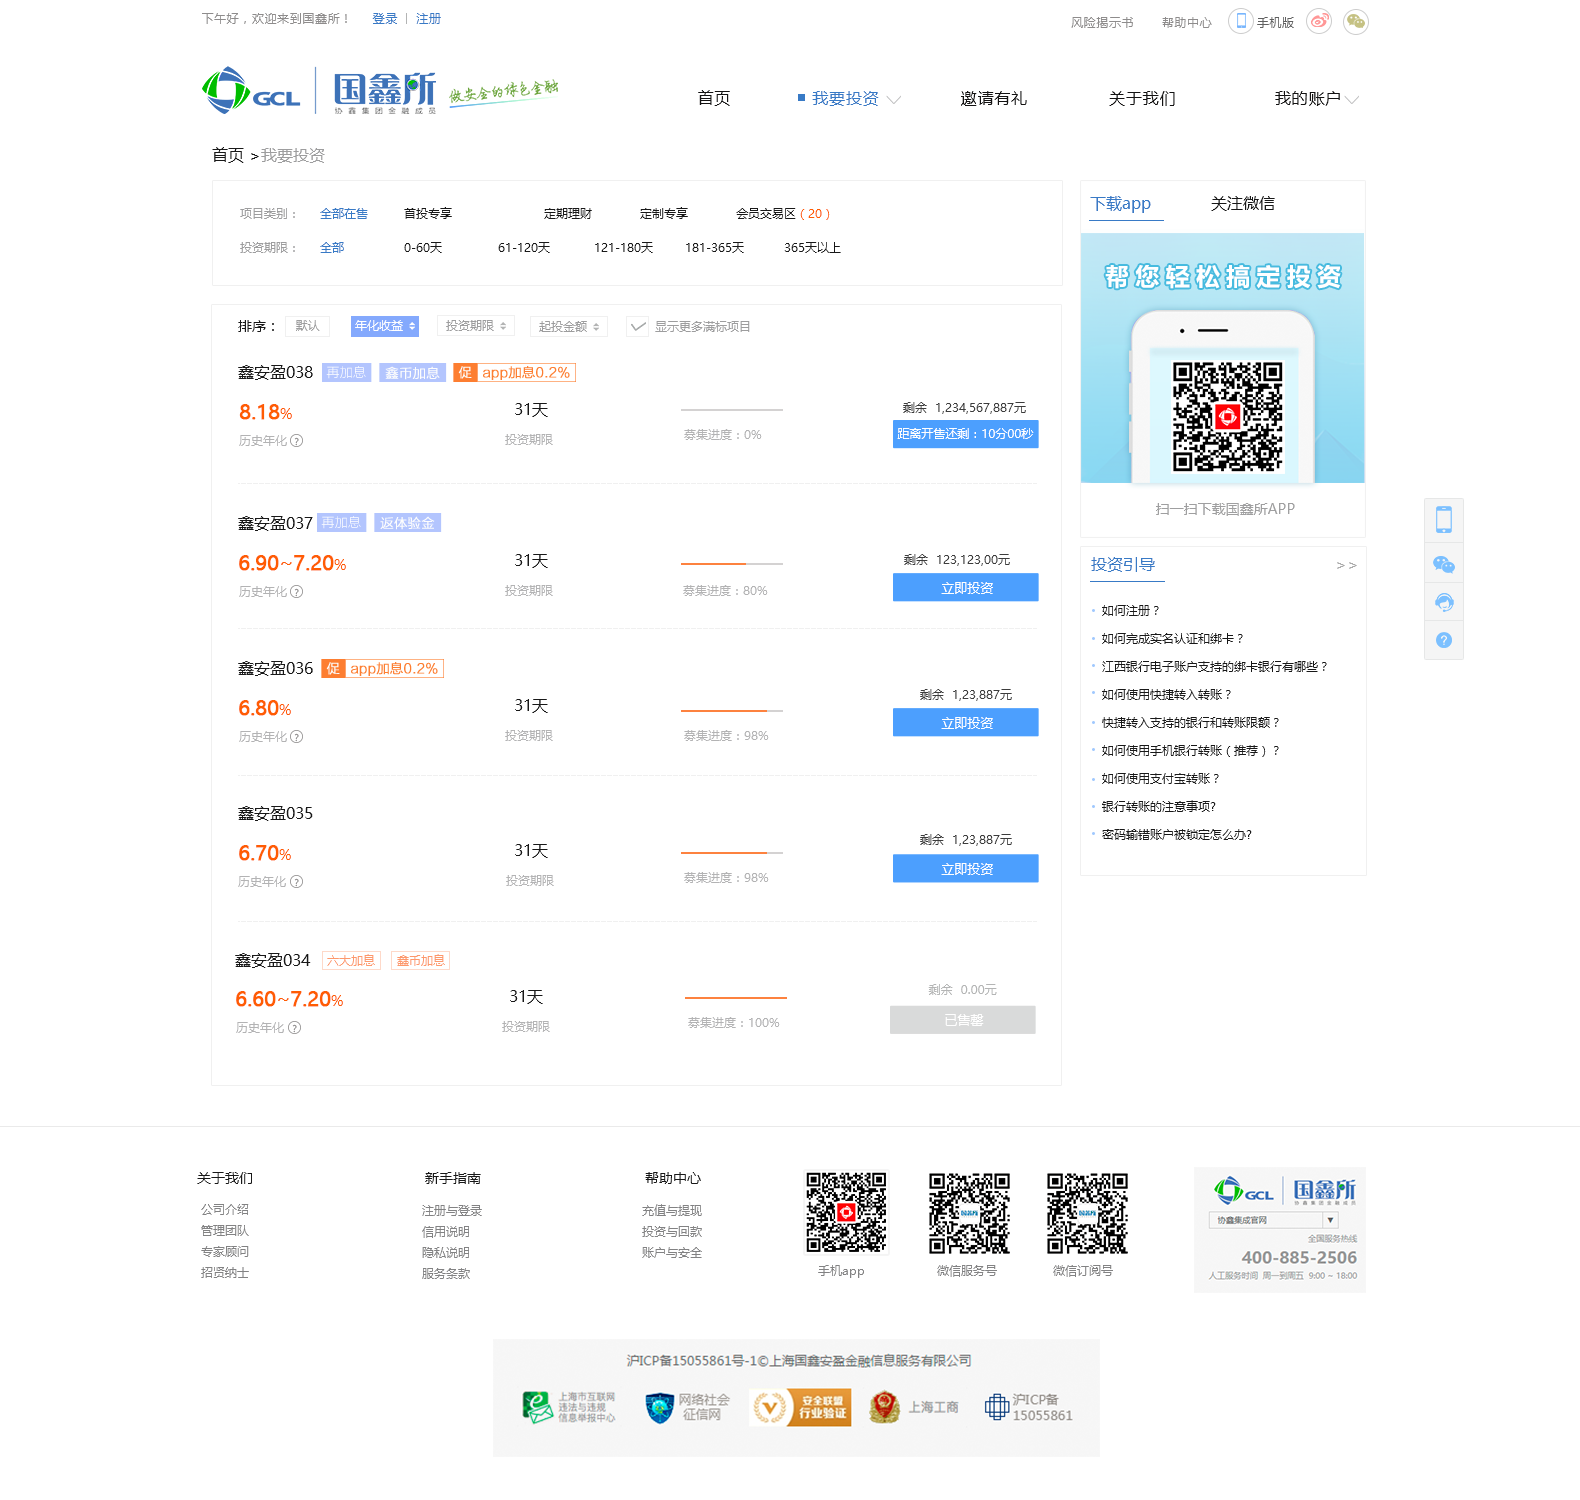 下午好，欢迎来到国鑫所！ 登录 | 注册
风险揭示书 帮助中心 手机版
GCL 国鑫所 做安全的绿色金融
协鑫集团金融成员
首页 我要投资 邀请有礼 关于我们 我的账户
首页 >我要投资
项目类别： 全部在售 首投专享 定期理财 定制专享 会员交易区（20）
投资期限： 全部 0-60天 61-120天 121-180天 181-365天 365天以上
排序： 默认 年化收益 投资期限 起投金额 显示更多满标项目
鑫安盈038 再加息 鑫币加息 促 app加息0.2%
8.18% 31天 剩余 1,234,567,887元
历史年化? 投资期限 募集进度：0% 距离开售还剩：10分00秒
鑫安盈037 再加息 返体验金
6.90~7.20% 31天 剩余 123,123,00元
历史年化? 投资期限 募集进度：80% 立即投资
鑫安盈036 促 app加息0.2%
6.80% 31天 剩余 1,23,887元
历史年化? 投资期限 募集进度：98% 立即投资
鑫安盈035
6.70% 31天 剩余 1,23,887元
历史年化? 投资期限 募集进度：98% 立即投资
鑫安盈034 六大加息 鑫币加息
6.60~7.20% 31天 剩余 0.00元
历史年化? 投资期限 募集进度：100% 已售罄
下载app 关注微信
帮您轻松搞定投资
扫一扫下载国鑫所APP
投资引导 >>
如何注册？
如何完成实名认证和绑卡？
江西银行电子账户支持的绑卡银行有哪些？
如何使用快捷转入转账？
快捷转入支持的银行和转账限额？
如何使用手机银行转账（推荐）？
如何使用支付宝转账？
银行转账的注意事项?
密码输错账户被锁定怎么办?
?
关于我们
公司介绍
管理团队
专家顾问
招贤纳士
新手指南
注册与登录
信用说明
隐私说明
服务条款
帮助中心
充值与提现
投资与回款
账户与安全
手机app
国鑫所
微信服务号
国鑫所
微信订阅号
GCL 国鑫所
协鑫集团金融成员
协鑫集成官网
全国服务热线
400-885-2506
人工服务时间 周一到周五 9:00 ~ 18:00
沪ICP备15055861号-1©上海国鑫安盈金融信息服务有限公司
上海市互联网
违法与违规
信息举报中心
网络社会
征信网
安全联盟
行业验证
上海工商
沪ICP备
15055861